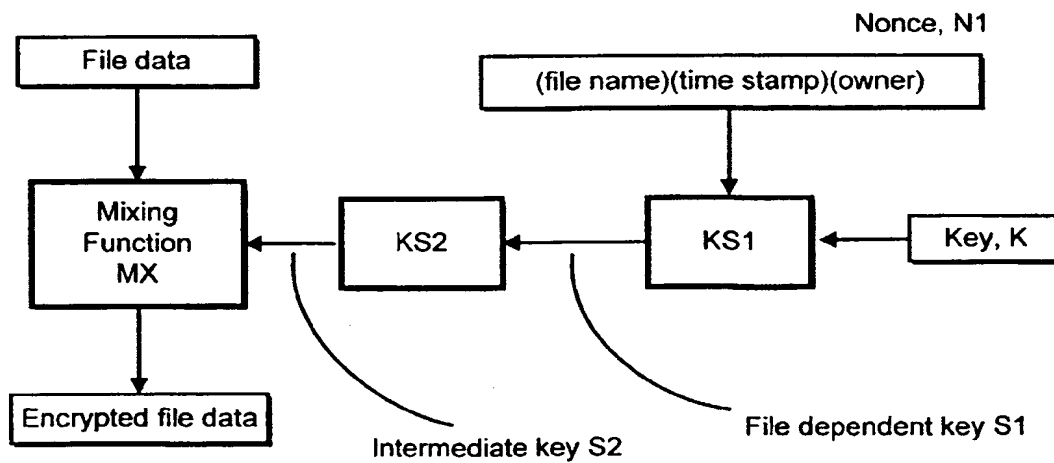 Nonce, N1
File data
(file name)(time stamp)(owner)
Mixing
Function
MX
KS2
KS1
Key, K
Encrypted file data
Intermediate key S2
File dependent key S1